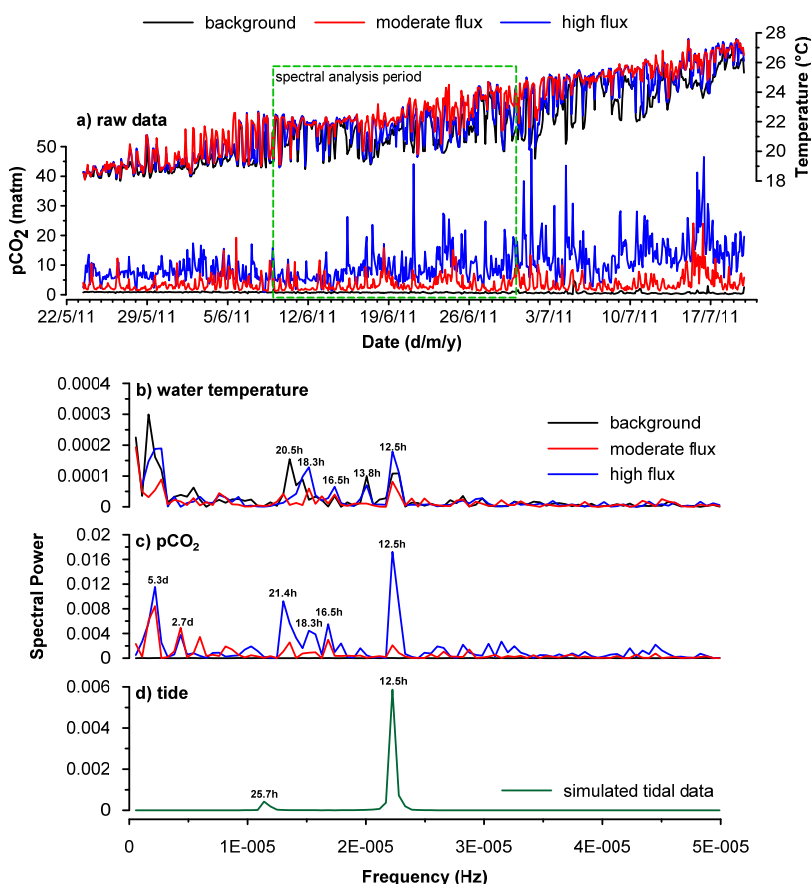 background moderate flux high flux
spectral analysis period
a) raw data
28
26
24
22
20
18
Temperature (°C)
50
40
30
20
10
0
pCO2 (matm)
22/5/11 29/5/11 5/6/11 12/6/11 19/6/11 26/6/11 3/7/11 10/7/11 17/7/11
Date (d/m/y)
b) water temperature
0.0004
0.0003
0.0002
0.0001
0
20.5h
18.3h
16.5h
13.8h
12.5h
background
moderate flux
high flux
c) pCO2
0.02
0.016
0.012
0.008
0.004
0
5.3d
2.7d
21.4h
18.3h
16.5h
12.5h
Spectral Power
d) tide
0.006
0.004
0.002
0
25.7h
12.5h
simulated tidal data
0 1E-005 2E-005 3E-005 4E-005 5E-005
Frequency (Hz)